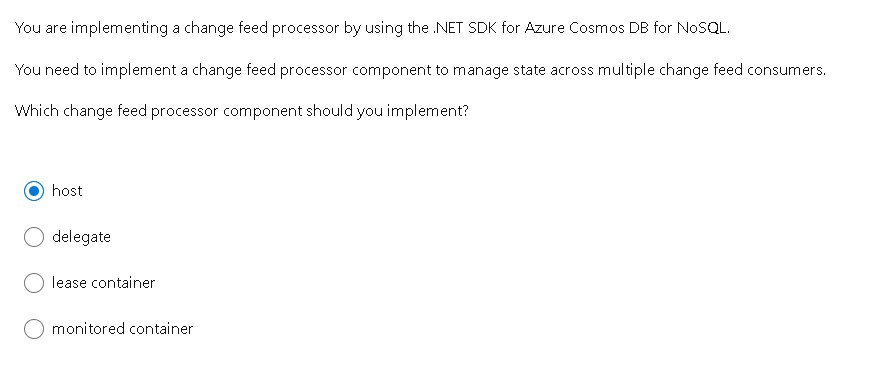 You are implementing a change feed processor by using the .NET SDK for Azure Cosmos DB for NoSQL.
You need to implement a change feed processor component to manage state across multiple change feed consumers.
Which change feed processor component should you implement?
host
delegate
lease container
monitored container